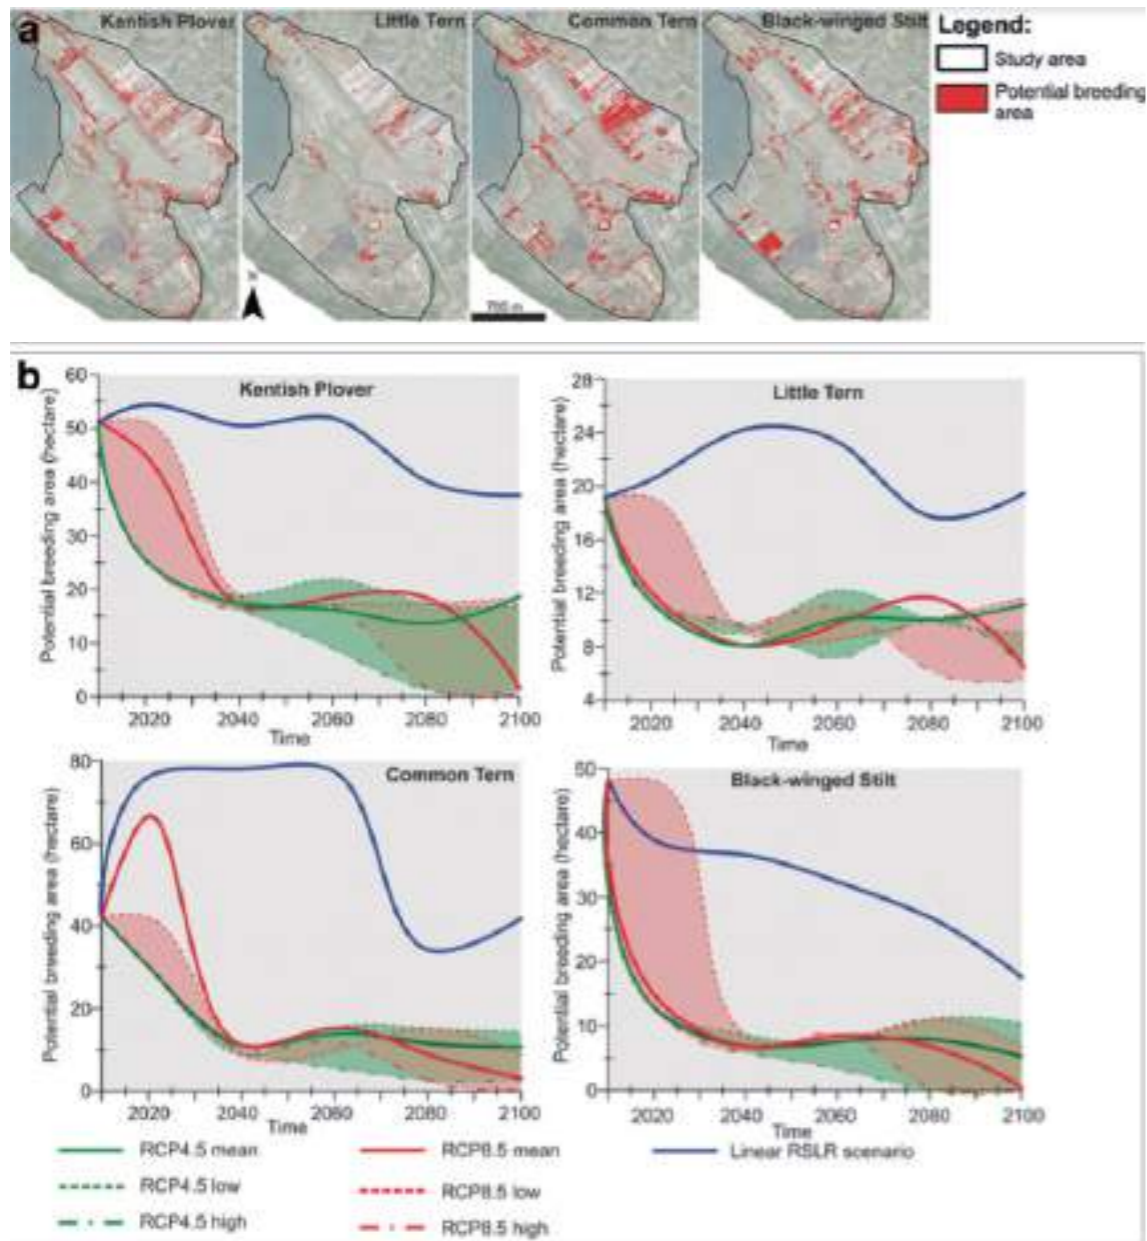 a
Kentish Plover
Little Tern
Common Tern
Black-winged Stilt
Legend:
Study area
Potential breeding
area
N
700 m
b
Kentish Plover
Potential breeding area (hectare)
60
50
40
30
20
10
0
2020 2040 2060 2080 2100
Time
Little Tern
Potential breeding area (hectare)
28
24
20
16
12
8
4
2020 2040 2060 2080 2100
Time
Common Tern
Potential breeding area (hectare)
80
60
40
20
0
2020 2040 2060 2080 2100
Time
Black-winged Stilt
Potential breeding area (hectare)
50
40
30
20
10
0
2020 2040 2060 2080 2100
Time
RCP4.5 mean
RCP8.5 mean
Linear RSLR scenario
RCP4.5 low
RCP8.5 low
RCP4.5 high
RCP8.5 high